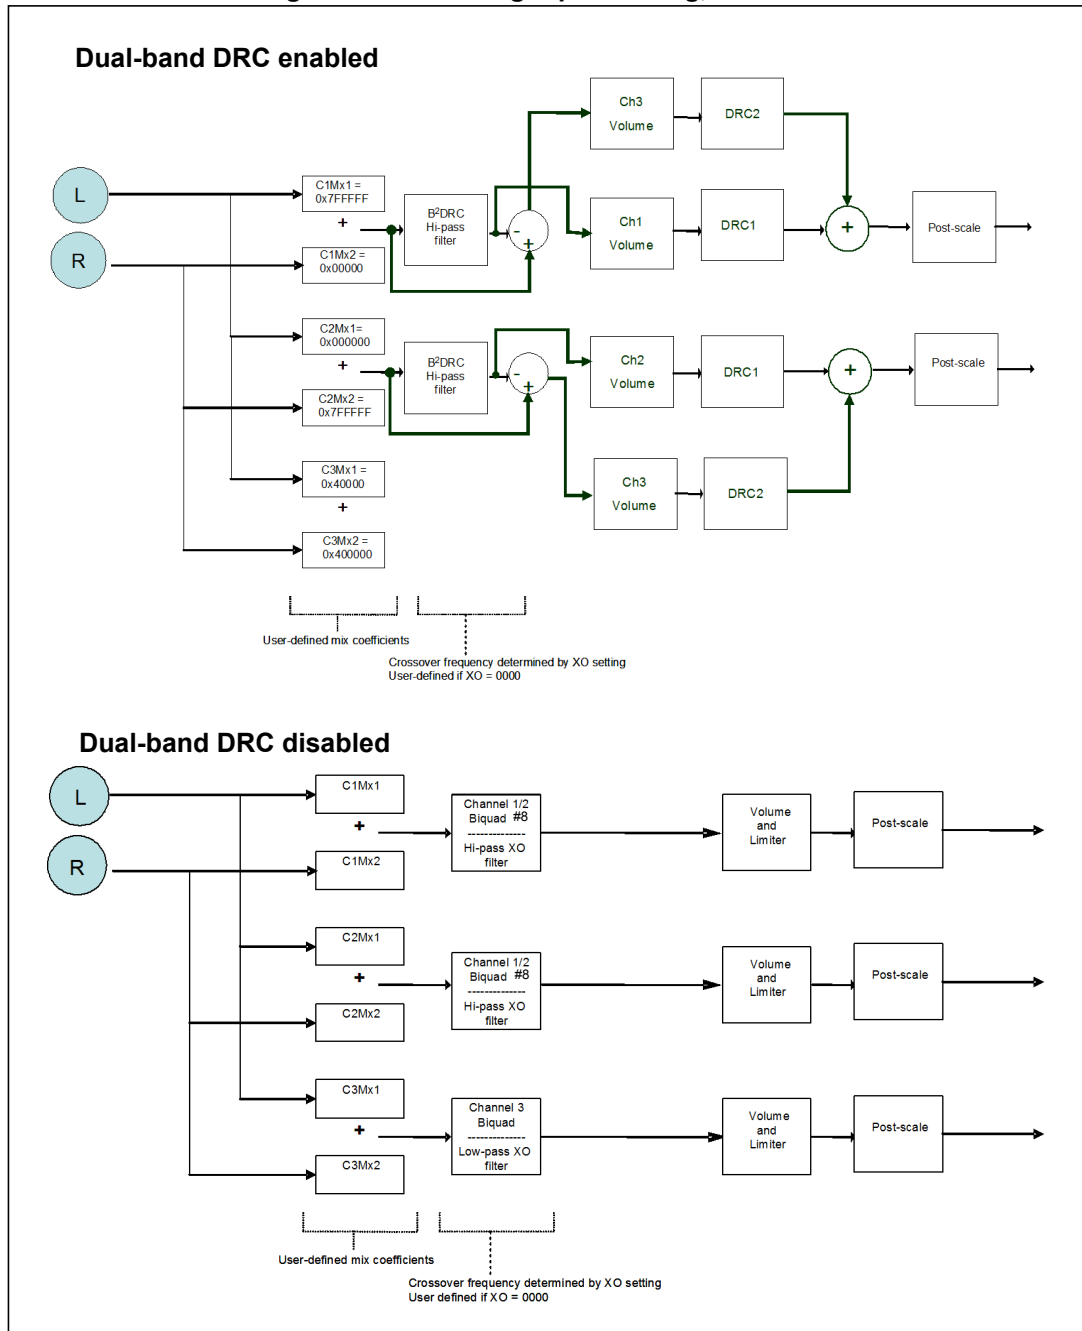 Dual-band DRC enabled
Ch3
Volume
DRC2
L
C1Mx1 =
0x7FFFFF
+
B²DRC
Hi-pass
filter
-
+
Ch1
Volume
DRC1
+
Post-scale
R
C1Mx2 =
0x00000
C2Mx1=
0x000000
+
B²DRC
Hi-pass
filter
-
+
Ch2
Volume
DRC1
+
Post-scale
C2Mx2 =
0x7FFFFF
C3Mx1 =
0x40000
+
Ch3
Volume
DRC2
C3Mx2 =
0x400000
User-defined mix coefficients
Crossover frequency determined by XO setting
User-defined if XO = 0000
Dual-band DRC disabled
L
C1Mx1
+
Channel 1/2
Biquad #8
--------------
Hi-pass XO
filter
Volume
and
Limiter
Post-scale
R
C1Mx2
C2Mx1
+
Channel 1/2
Biquad #8
--------------
Hi-pass XO
filter
Volume
and
Limiter
Post-scale
C2Mx2
C3Mx1
+
Channel 3
Biquad
--------------
Low-pass XO
filter
Volume
and
Limiter
Post-scale
C3Mx2
User-defined mix coefficients
Crossover frequency determined by XO setting
User defined if XO = 0000